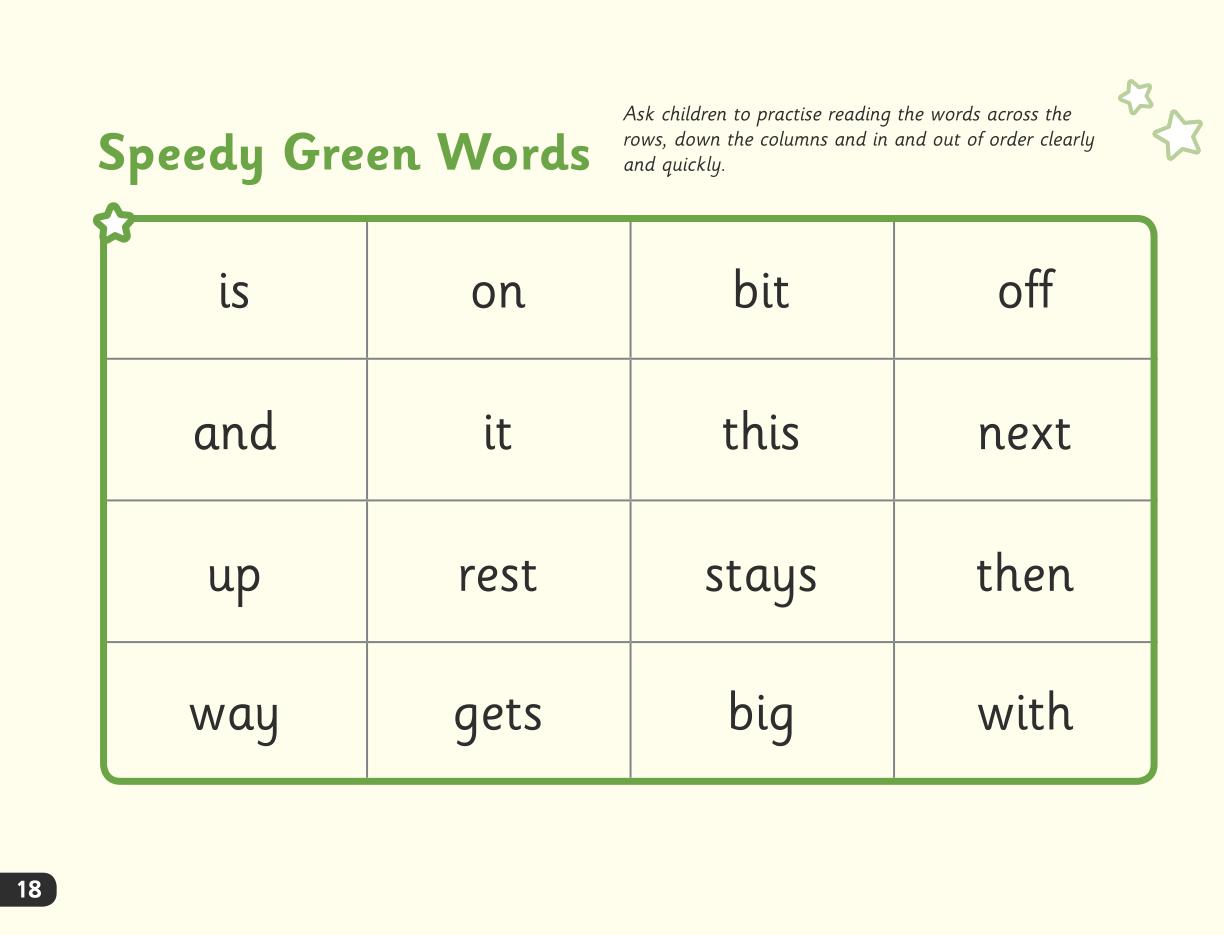 Speedy Green Words
Ask children to practise reading the words across the
rows, down the columns and in and out of order clearly
and quickly.
is on bit off
and it this next
up rest stays then
way gets big with
18